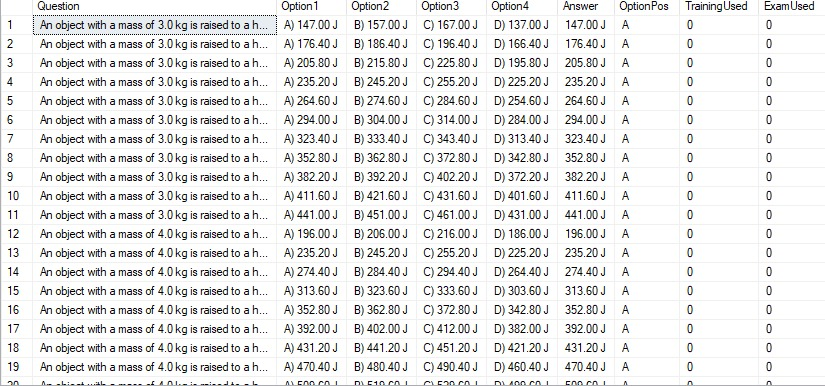 Question Option1 Option2 Option3 Option4 Answer OptionPos TrainingUsed ExamUsed
1 An object with a mass of 3.0 kg is raised to a h... A) 147.00 J B) 157.00 J C) 167.00 J D) 137.00 J 147.00 J A 0 0
2 An object with a mass of 3.0 kg is raised to a h... A) 176.40 J B) 186.40 J C) 196.40 J D) 166.40 J 176.40 J A 0 0
3 An object with a mass of 3.0 kg is raised to a h... A) 205.80 J B) 215.80 J C) 225.80 J D) 195.80 J 205.80 J A 0 0
4 An object with a mass of 3.0 kg is raised to a h... A) 235.20 J B) 245.20 J C) 255.20 J D) 225.20 J 235.20 J A 0 0
5 An object with a mass of 3.0 kg is raised to a h... A) 264.60 J B) 274.60 J C) 284.60 J D) 254.60 J 264.60 J A 0 0
6 An object with a mass of 3.0 kg is raised to a h... A) 294.00 J B) 304.00 J C) 314.00 J D) 284.00 J 294.00 J A 0 0
7 An object with a mass of 3.0 kg is raised to a h... A) 323.40 J B) 333.40 J C) 343.40 J D) 313.40 J 323.40 J A 0 0
8 An object with a mass of 3.0 kg is raised to a h... A) 352.80 J B) 362.80 J C) 372.80 J D) 342.80 J 352.80 J A 0 0
9 An object with a mass of 3.0 kg is raised to a h... A) 382.20 J B) 392.20 J C) 402.20 J D) 372.20 J 382.20 J A 0 0
10 An object with a mass of 3.0 kg is raised to a h... A) 411.60 J B) 421.60 J C) 431.60 J D) 401.60 J 411.60 J A 0 0
11 An object with a mass of 3.0 kg is raised to a h... A) 441.00 J B) 451.00 J C) 461.00 J D) 431.00 J 441.00 J A 0 0
12 An object with a mass of 4.0 kg is raised to a h... A) 196.00 J B) 206.00 J C) 216.00 J D) 186.00 J 196.00 J A 0 0
13 An object with a mass of 4.0 kg is raised to a h... A) 235.20 J B) 245.20 J C) 255.20 J D) 225.20 J 235.20 J A 0 0
14 An object with a mass of 4.0 kg is raised to a h... A) 274.40 J B) 284.40 J C) 294.40 J D) 264.40 J 274.40 J A 0 0
15 An object with a mass of 4.0 kg is raised to a h... A) 313.60 J B) 323.60 J C) 333.60 J D) 303.60 J 313.60 J A 0 0
16 An object with a mass of 4.0 kg is raised to a h... A) 352.80 J B) 362.80 J C) 372.80 J D) 342.80 J 352.80 J A 0 0
17 An object with a mass of 4.0 kg is raised to a h... A) 392.00 J B) 402.00 J C) 412.00 J D) 382.00 J 392.00 J A 0 0
18 An object with a mass of 4.0 kg is raised to a h... A) 431.20 J B) 441.20 J C) 451.20 J D) 421.20 J 431.20 J A 0 0
19 An object with a mass of 4.0 kg is raised to a h... A) 470.40 J B) 480.40 J C) 490.40 J D) 460.40 J 470.40 J A 0 0